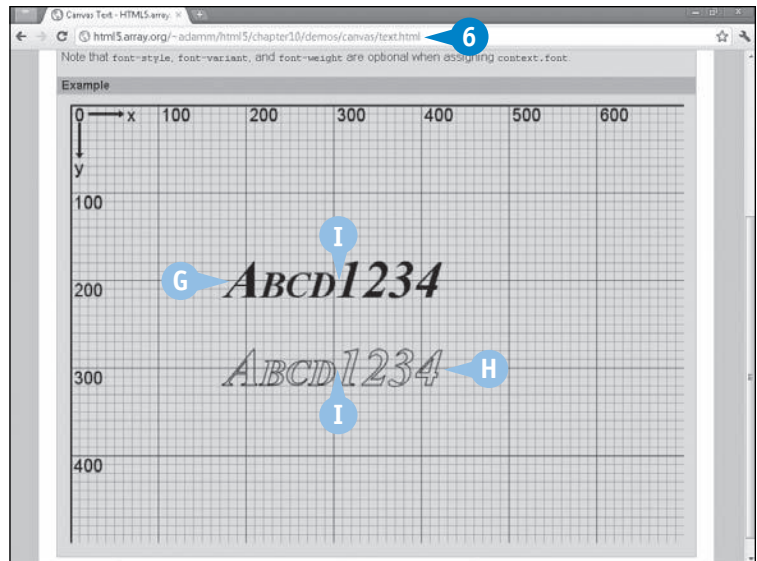 Canvas Text - HTML5.array. ×
html5.array.org/~adamm/html5/chapter10/demos/canvas/text.html 6
Note that font-style, font-variant, and font-weight are optional when assigning context.font.
Example
0 x 100 200 300 400 500 600
y
100
I
G ABCD1234
200
ABCD1234 H
300
I
400